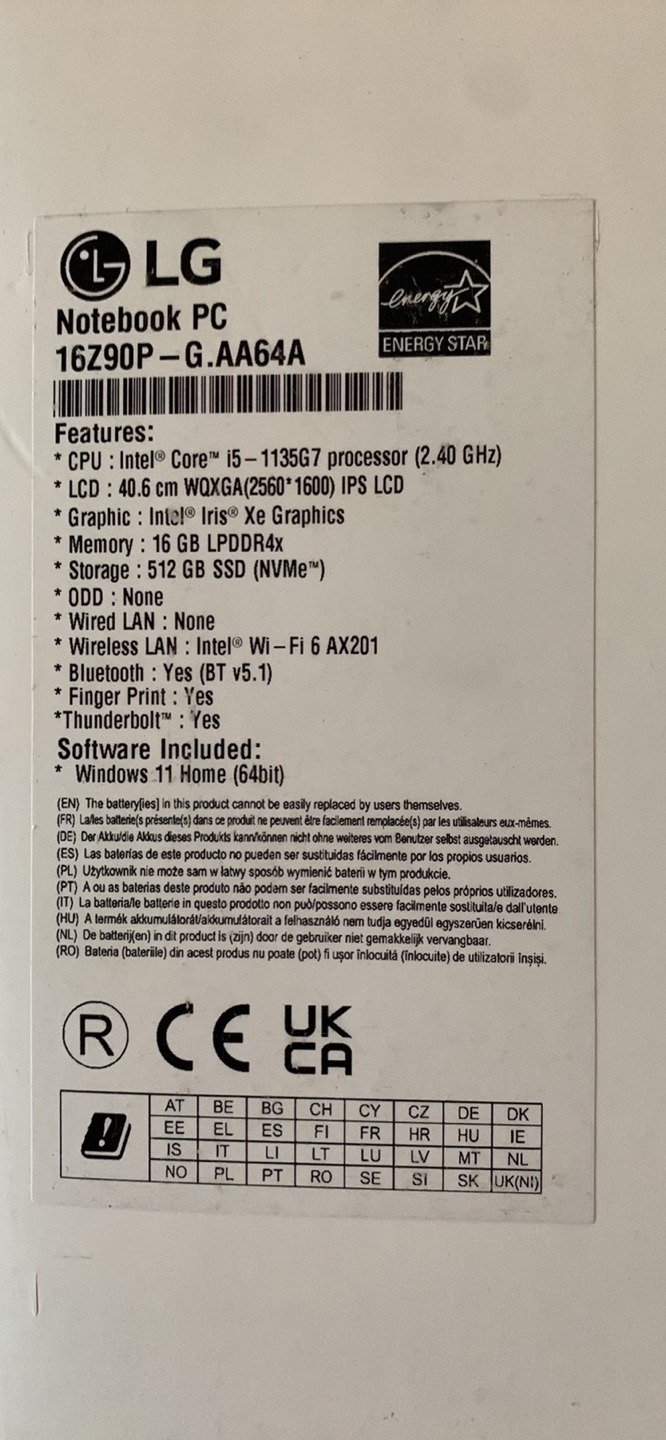 LG
energy
ENERGY STAR
Notebook PC
16Z90P-G.AA64A
Features:
* CPU : Intel® Core™ i5-1135G7 processor (2.40 GHz)
* LCD : 40.6 cm WQXGA(2560*1600) IPS LCD
* Graphic : Intel® Iris® Xe Graphics
* Memory : 16 GB LPDDR4x
* Storage : 512 GB SSD (NVMe™)
* ODD : None
* Wired LAN : None
* Wireless LAN : Intel® Wi-Fi 6 AX201
* Bluetooth : Yes (BT v5.1)
* Finger Print : Yes
*Thunderbolt™ : Yes
Software Included:
* Windows 11 Home (64bit)
(EN) The battery[ies] in this product cannot be easily replaced by users themselves.
(FR) La/les batterie(s présente(s) dans ce produit ne peuvent être facilement remplacée(s) par les utilisateurs eux-mêmes.
(DE) Der Akku/die Akkus dieses Produkts kann/können nicht ohne weiteres vom Benutzer selbst ausgetauscht werden.
(ES) Las baterías de este producto no pueden ser sustituidas fácilmente por los propios usuarios.
(PL) Użytkownik nie może sam w łatwy sposób wymienić baterii w tym produkcie.
(PT) A ou as baterias deste produto não podem ser facilmente substituídas pelos próprios utilizadores.
(IT) La batteria/le batterie in questo prodotto non può/possono essere facilmente sostituita/e dall'utente
(HU) A termék akkumulátorát/akkumulátorait a felhasználó nem tudja egyedül egyszerűen kicserélni.
(NL) De batterij(en) in dit product is (zijn) door de gebruiker niet gemakkelijk vervangbaar.
(RO) Bateria (bateriile) din acest produs nu poate (pot) fi ușor înlocuită (înlocuite) de utilizatorii înșiși.
R CE UK
CA
AT BE BG CH CY CZ DE DK
EE EL ES FI FR HR HU IE
IS IT LI LT LU LV MT NL
NO PL PT RO SE SI SK UK(NI)